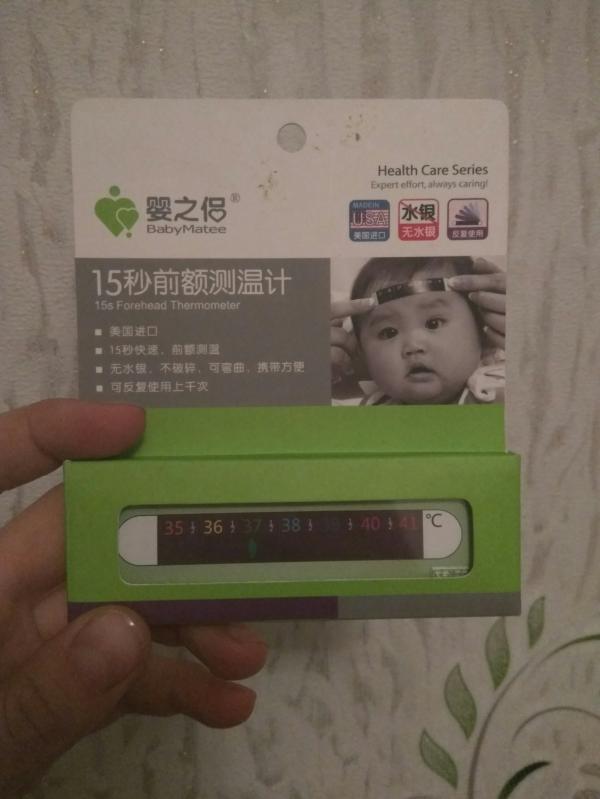 Health Care Series
Expert effort, always caring!
婴之侣®
BabyMatee
MADE IN
USA
美国进口
水银
无水银
反复使用
15秒前额测温计
15s Forehead Thermometer
美国进口
15秒快速、前额测温
无水银、不破碎、可弯曲、携带方便
可反复使用上千次
35 36 37 38 39 40 41 °C